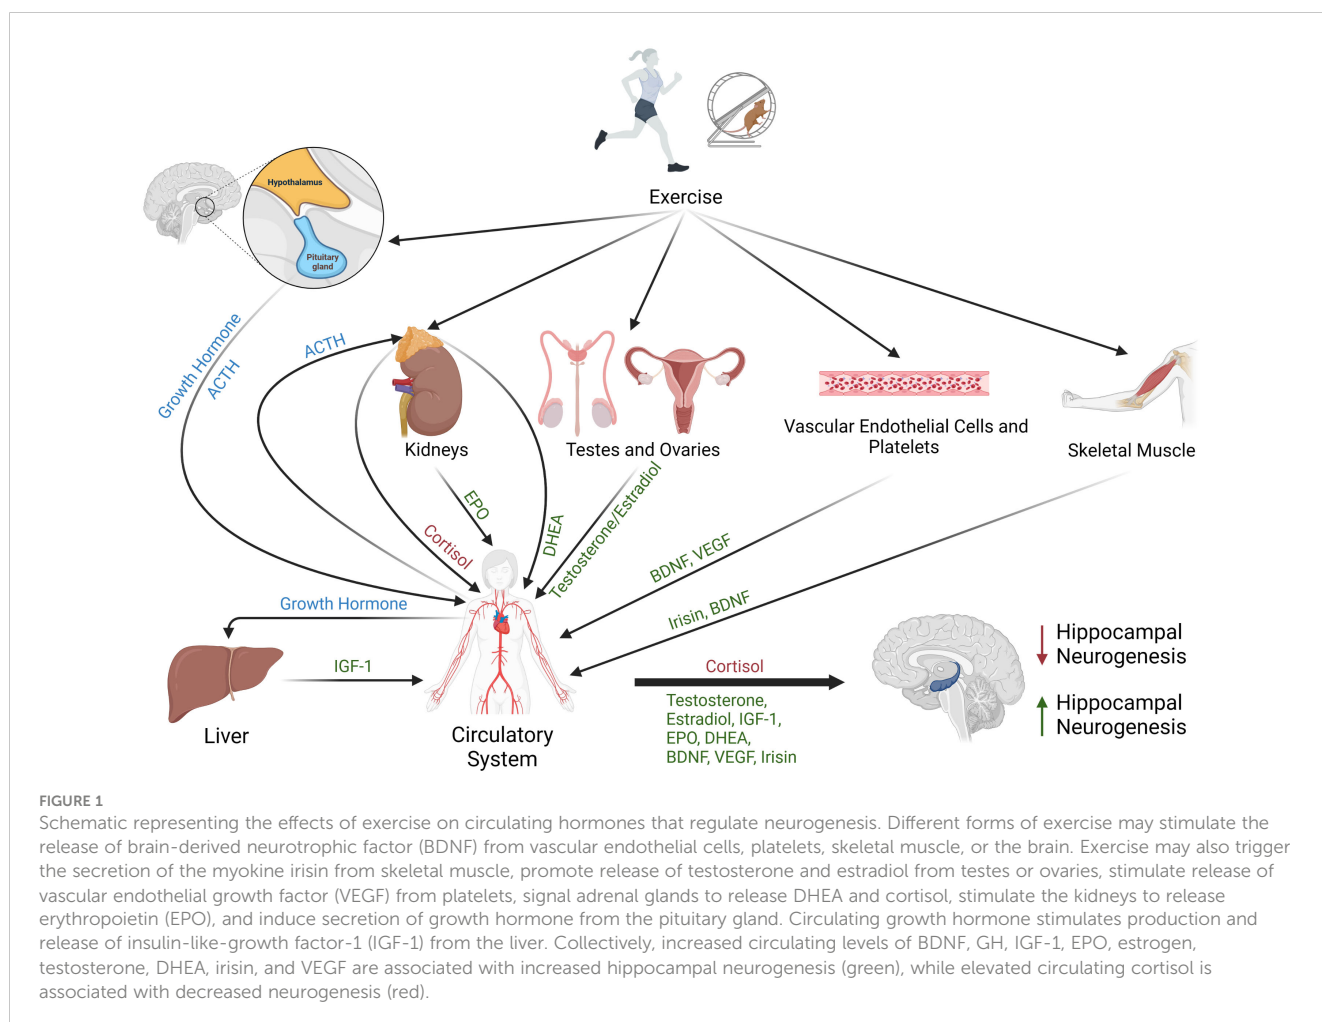 Exercise
Hypothalamus
Pituitary
gland
Growth Hormone
ACTH
ACTH
Kidneys
Testes and Ovaries
Vascular Endothelial Cells and
Platelets
Skeletal Muscle
EPO
Cortisol
DHEA
Testosterone/Estradiol
BDNF, VEGF
Irisin, BDNF
Growth Hormone
IGF-1
Liver
Circulatory
System
Cortisol
Testosterone,
Estradiol, IGF-1,
EPO, DHEA,
BDNF, VEGF, Irisin
Hippocampal
Neurogenesis
Hippocampal
Neurogenesis
FIGURE 1
Schematic representing the effects of exercise on circulating hormones that regulate neurogenesis. Different forms of exercise may stimulate the
release of brain-derived neurotrophic factor (BDNF) from vascular endothelial cells, platelets, skeletal muscle, or the brain. Exercise may also trigger
the secretion of the myokine irisin from skeletal muscle, promote release of testosterone and estradiol from testes or ovaries, stimulate release of
vascular endothelial growth factor (VEGF) from platelets, signal adrenal glands to release DHEA and cortisol, stimulate the kidneys to release
erythropoietin (EPO), and induce secretion of growth hormone from the pituitary gland. Circulating growth hormone stimulates production and
release of insulin-like-growth factor-1 (IGF-1) from the liver. Collectively, increased circulating levels of BDNF, GH, IGF-1, EPO, estrogen,
testosterone, DHEA, irisin, and VEGF are associated with increased hippocampal neurogenesis (green), while elevated circulating cortisol is
associated with decreased neurogenesis (red).